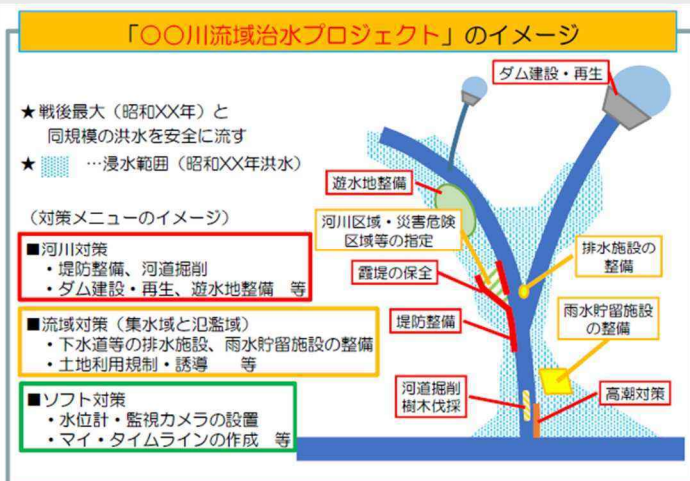 「〇〇川流域治水プロジェクト」のイメージ
★戦後最大（昭和XX年）と
同規模の洪水を安全に流す
★ …浸水範囲（昭和XX年洪水）
（対策メニューのイメージ）
■河川対策
・堤防整備、河道掘削
・ダム建設・再生、遊水地整備 等
■流域対策（集水域と氾濫域）
・下水道等の排水施設、雨水貯留施設の整備
・土地利用規制・誘導 等
■ソフト対策
・水位計・監視カメラの設置
・マイ・タイムラインの作成 等
ダム建設・再生
遊水地整備
河川区域・災害危険
区域等の指定
霞堤の保全
堤防整備
排水施設の
整備
雨水貯留施設
の整備
河道掘削
樹木伐採
高潮対策